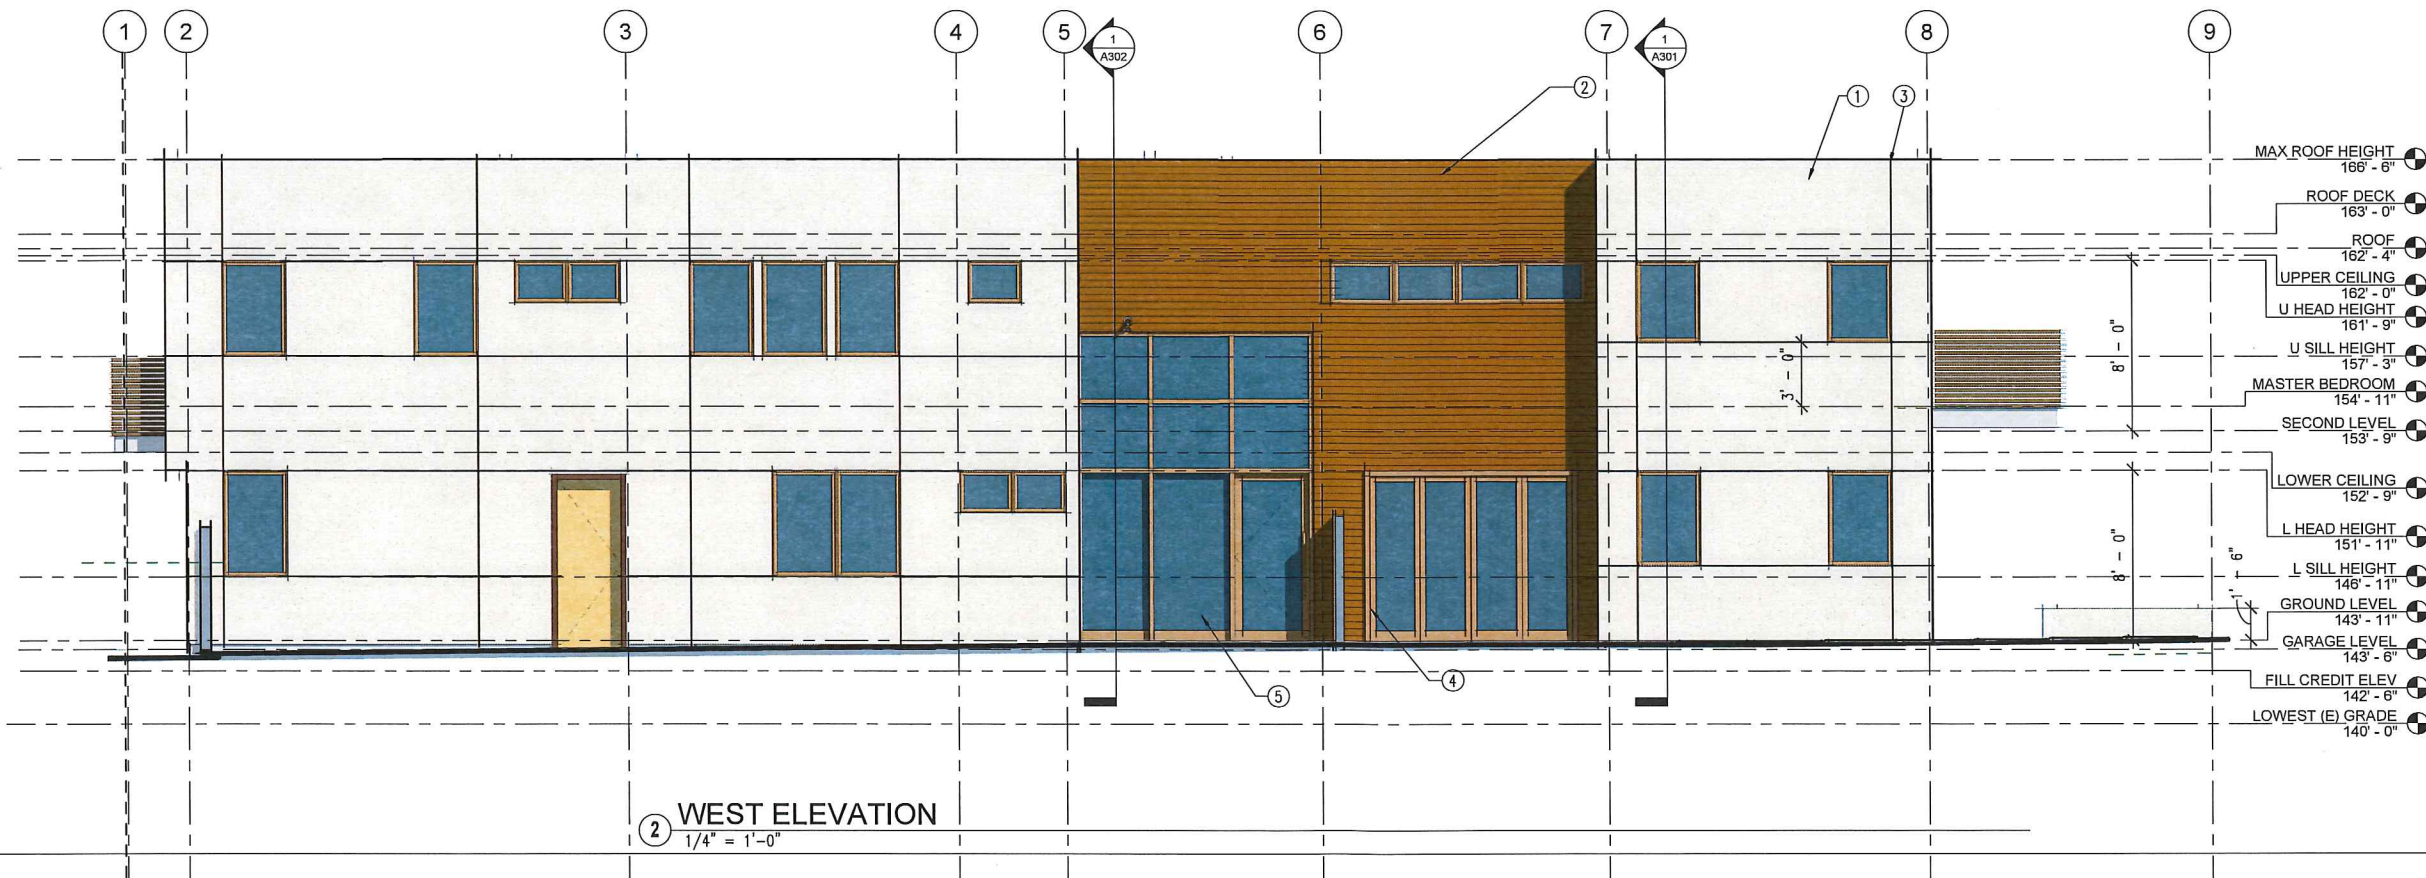 1
2
3
4
5
1
A302
6
7
1
A301
8
9
2
1
3
MAX ROOF HEIGHT
166' - 6"
ROOF DECK
163' - 0"
ROOF
162' - 4"
UPPER CEILING
162' - 0"
U HEAD HEIGHT
161' - 9"
U SILL HEIGHT
157' - 3"
MASTER BEDROOM
154' - 11"
SECOND LEVEL
153' - 9"
LOWER CEILING
152' - 9"
L HEAD HEIGHT
151' - 11"
L SILL HEIGHT
146' - 11"
GROUND LEVEL
143' - 11"
GARAGE LEVEL
143' - 6"
FILL CREDIT ELEV
142' - 6"
LOWEST (E) GRADE
140' - 0"
8' - 0"
3' - 0"
8' - 0"
1' - 6"
4
5
2 WEST ELEVATION
1/4" = 1'-0"